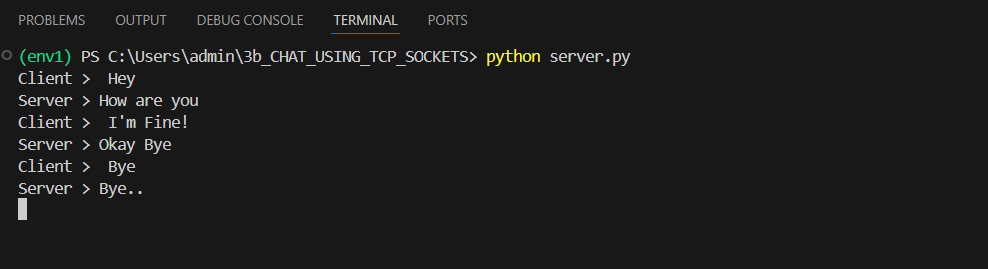 PROBLEMS OUTPUT DEBUG CONSOLE TERMINAL PORTS
(env1) PS C:\Users\admin\3b_CHAT_USING_TCP_SOCKETS> python server.py
Client >  Hey
Server > How are you
Client >  I'm Fine!
Server > Okay Bye
Client >  Bye
Server > Bye..